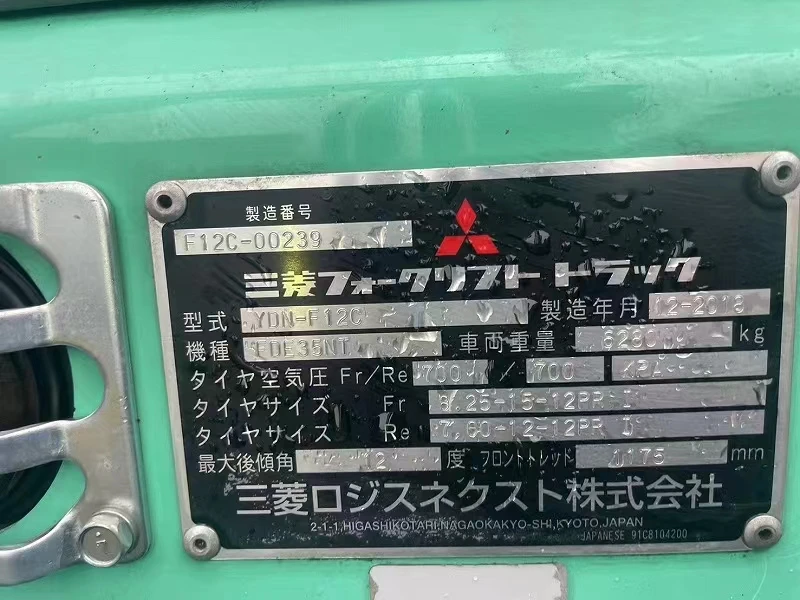 製造番号
F12C-00239
三菱フォークリフトトラック
型式 YDN-F12C 製造年月 12-2018
機種 FDE35NT 車両重量 kg
タイヤ空気圧 Fr/Re 700 / 700 KPA
タイヤサイズ Fr 8.25-15-12PR I
タイヤサイズ Re 12-12PR
最大後傾角 12 度 フロントトレッド 1175 mm
三菱ロジスネクスト株式会社
2-1-1,HIGASHIKOTARI,NAGAOKAKYO-SHI,KYOTO,JAPAN
JAPANESE 91C8104200